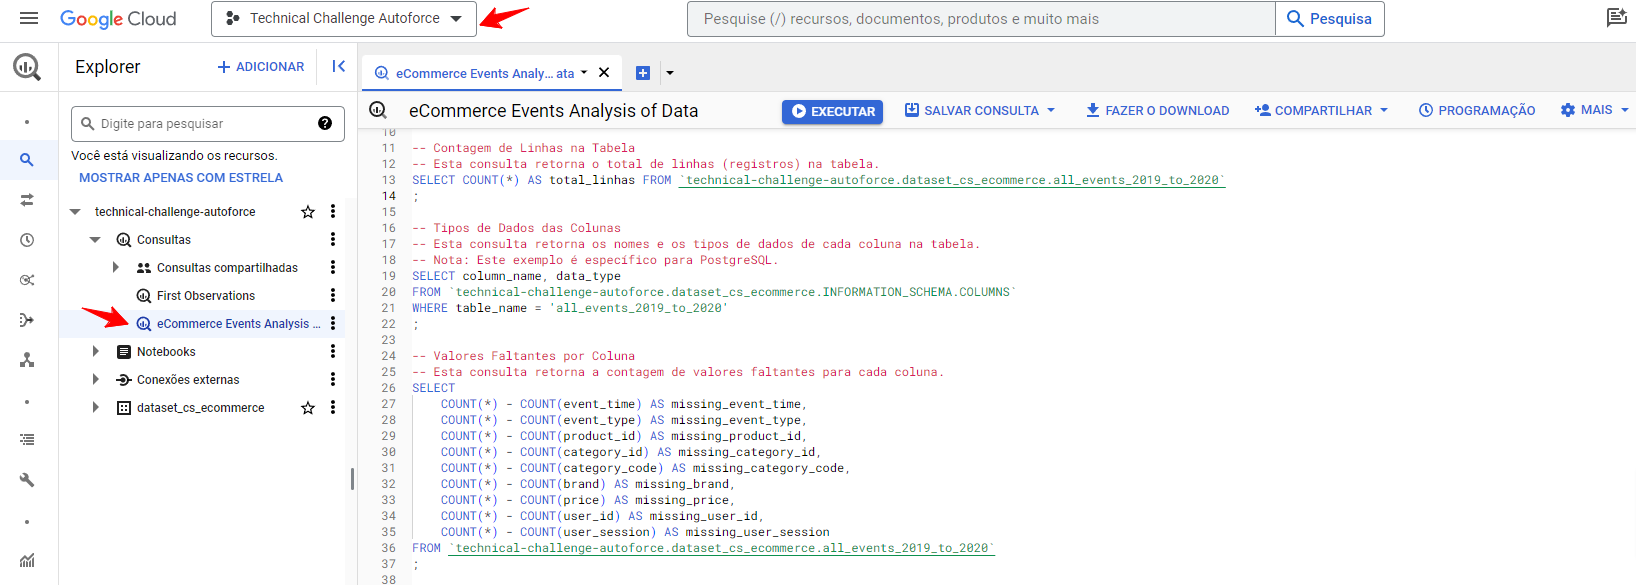 Google Cloud
Technical Challenge Autoforce
Pesquise (/) recursos, documentos, produtos e muito mais
Pesquisa
Explorer
ADICIONAR
Digite para pesquisar
Você está visualizando os recursos.
MOSTRAR APENAS COM ESTRELA
technical-challenge-autoforce
Consultas
Consultas compartilhadas
First Observations
eCommerce Events Analysis ...
Notebooks
Conexões externas
dataset_cs_ecommerce
eCommerce Events Analy... ata
eCommerce Events Analysis of Data
EXECUTAR
SALVAR CONSULTA
FAZER O DOWNLOAD
COMPARTILHAR
PROGRAMAÇÃO
MAIS
10
11 -- Contagem de Linhas na Tabela
12 -- Esta consulta retorna o total de linhas (registros) na tabela.
13 SELECT COUNT(*) AS total_linhas FROM `technical-challenge-autoforce.dataset_cs_ecommerce.all_events_2019_to_2020`
14 ;
15
16 -- Tipos de Dados das Colunas
17 -- Esta consulta retorna os nomes e os tipos de dados de cada coluna na tabela.
18 -- Nota: Este exemplo é específico para PostgreSQL.
19 SELECT column_name, data_type
20 FROM `technical-challenge-autoforce.dataset_cs_ecommerce.INFORMATION_SCHEMA.COLUMNS`
21 WHERE table_name = 'all_events_2019_to_2020'
22 ;
23
24 -- Valores Faltantes por Coluna
25 -- Esta consulta retorna a contagem de valores faltantes para cada coluna.
26 SELECT
27 COUNT(*) - COUNT(event_time) AS missing_event_time,
28 COUNT(*) - COUNT(event_type) AS missing_event_type,
29 COUNT(*) - COUNT(product_id) AS missing_product_id,
30 COUNT(*) - COUNT(category_id) AS missing_category_id,
31 COUNT(*) - COUNT(category_code) AS missing_category_code,
32 COUNT(*) - COUNT(brand) AS missing_brand,
33 COUNT(*) - COUNT(price) AS missing_price,
34 COUNT(*) - COUNT(user_id) AS missing_user_id,
35 COUNT(*) - COUNT(user_session) AS missing_user_session
36 FROM `technical-challenge-autoforce.dataset_cs_ecommerce.all_events_2019_to_2020`
37 ;
38